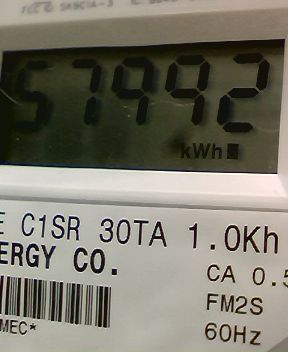 57992
kWh
E C1SR 30TA 1.0Kh
ERGY CO.
CA 0.5
FM2S
60Hz
MEC*